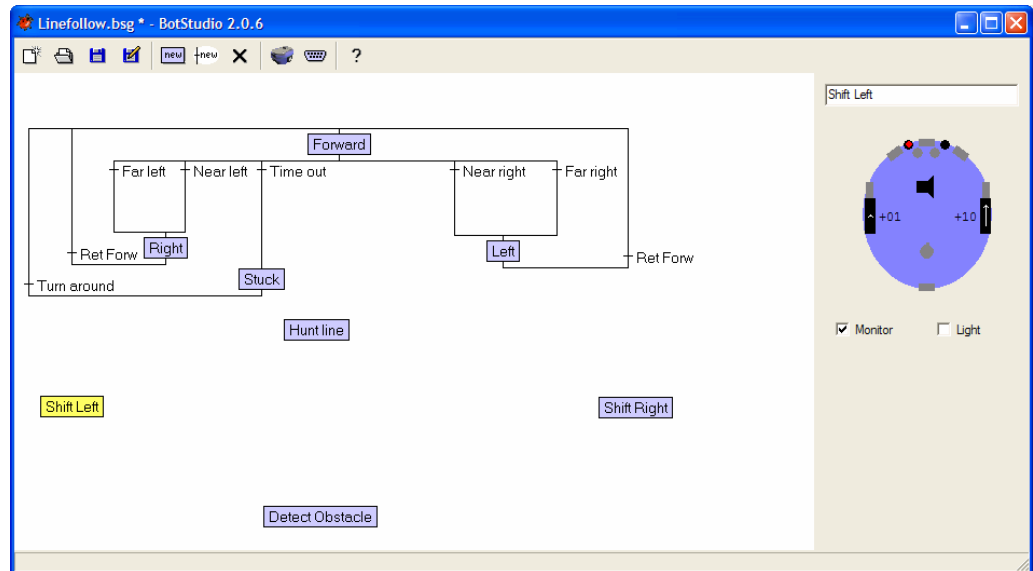 Linefollow.bsg * - BotStudio 2.0.6
new new ?
Shift Left
Forward
Far left Near left Time out Near right Far right
+01 +10
Ret Forw Right Left Ret Forw
Turn around Stuck
Hunt line
Monitor Light
Shift Left Shift Right
Detect Obstacle